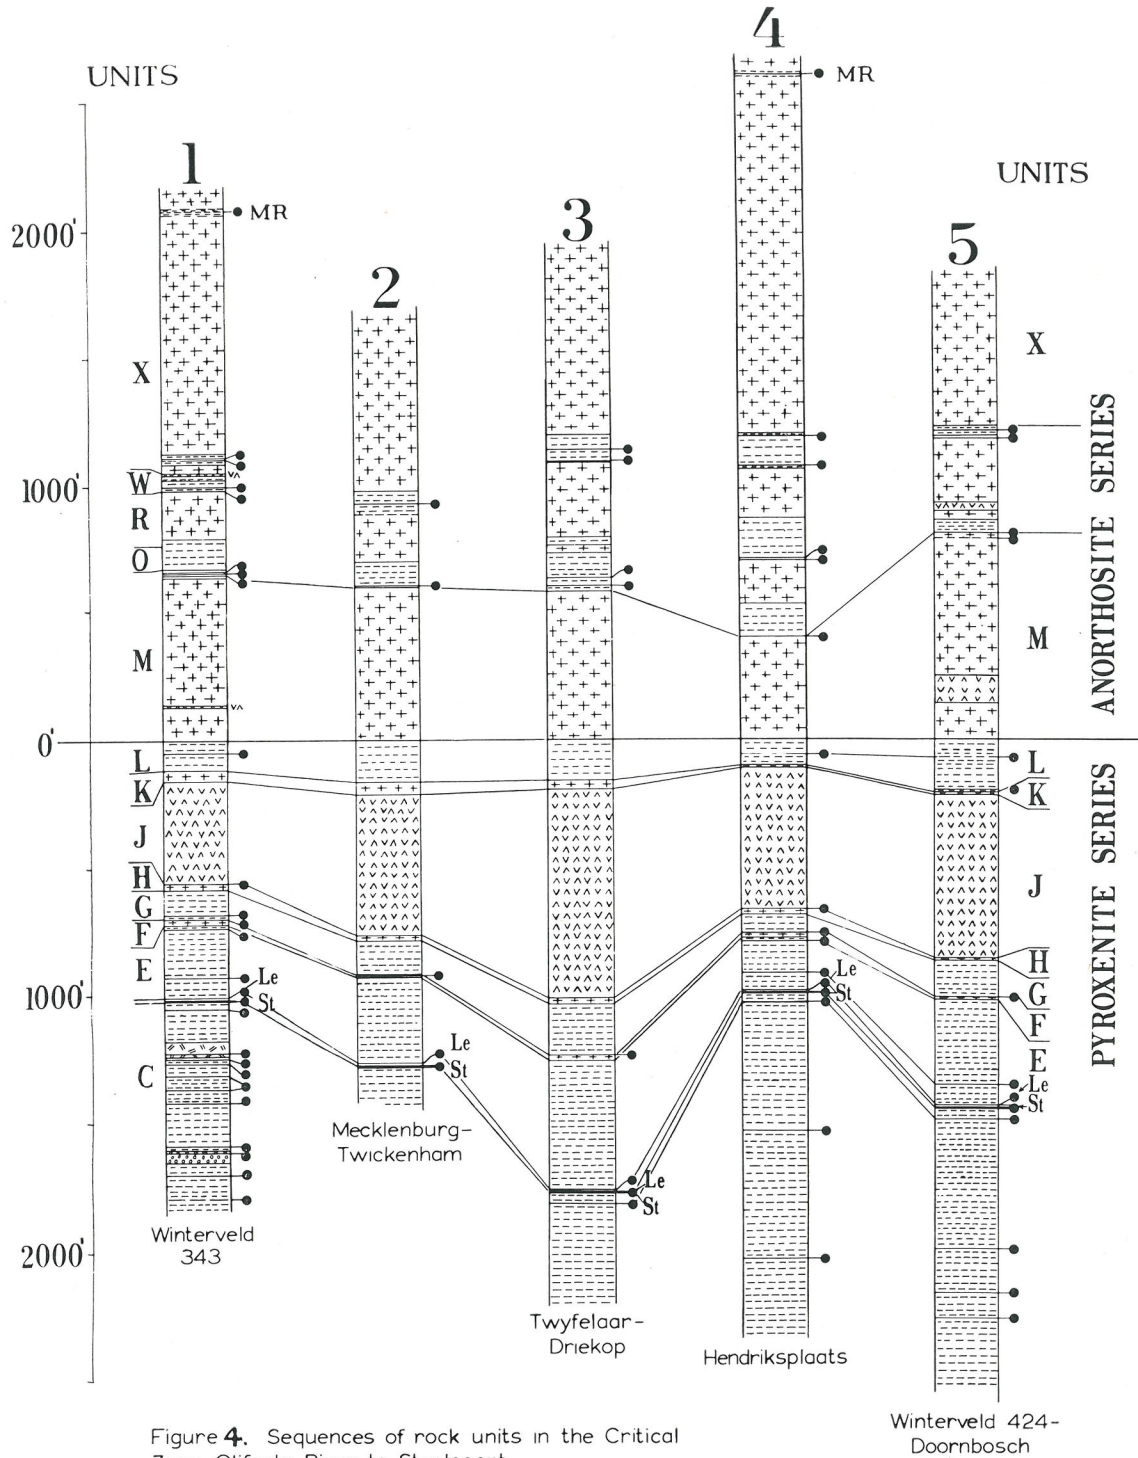 UNITS
1
MR
2000'
X
1000'
W
R
O
M
0'
L
K
J
H
G
F
E
Le
1000'
St
C
2000'
Winterveld
343
2
Le
St
Mecklenburg-
Twickenham
3
Le
St
Twyfelaar-
Driekop
4
MR
Le
St
Hendriksplaats
5
UNITS
X
M
L
K
J
H
G
F
E
Le
St
Winterveld 424-
Doornbosch
ANORTHOSITE SERIES
PYROXENITE SERIES
Figure 4. Sequences of rock units in the Critical